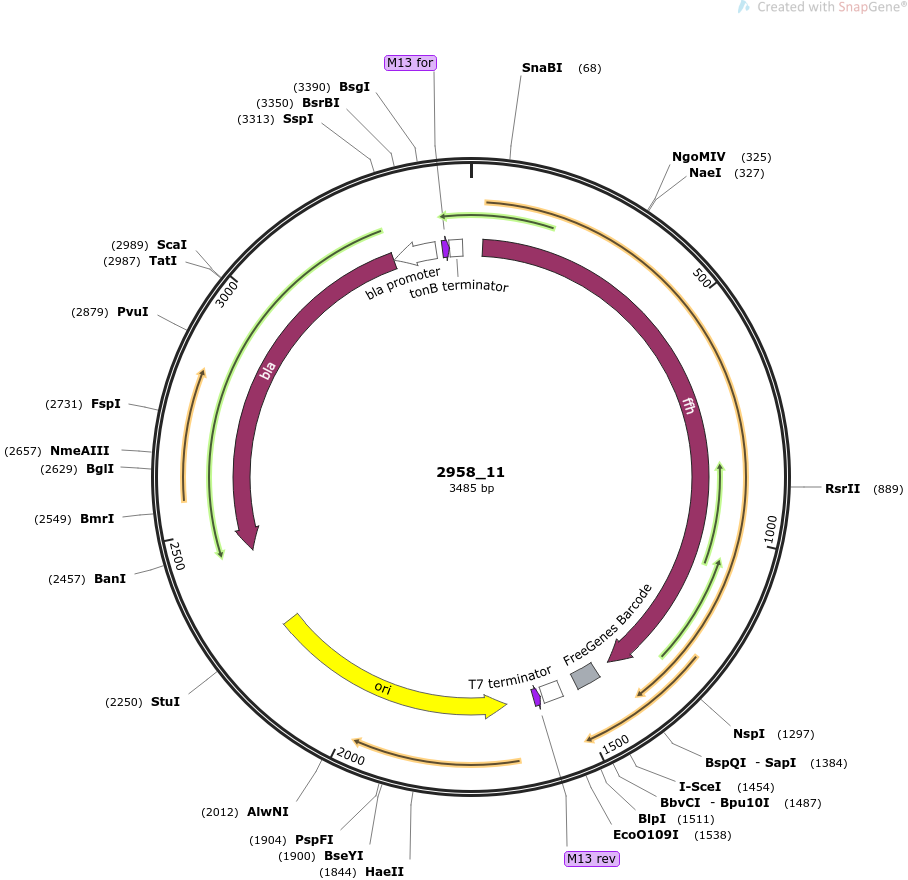 Created with SnapGene®
M13 for
SnaBI (68)
(3390) BsgI
(3350) BsrBI
(3313) SspI
NgoMIV (325)
NaeI (327)
(2989) ScaI
(2987) TatI
(2879) PvuI
(2731) FspI
(2657) NmeAIII
(2629) BglI
(2549) BmrI
(2457) BanI
(2250) StuI
(2012) AlwNI
(1904) PspFI
(1900) BseYI
(1844) HaeII
RsrII (889)
NspI (1297)
BspQI - SapI (1384)
I-SceI (1454)
BbvCI - Bpu10I (1487)
BlpI (1511)
EcoO109I (1538)
M13 rev
500
1000
1500
2000
2500
3000
bla promoter
tonB terminator
bla
ffh
FreeGenes Barcode
T7 terminator
ori
2958_11
3485 bp